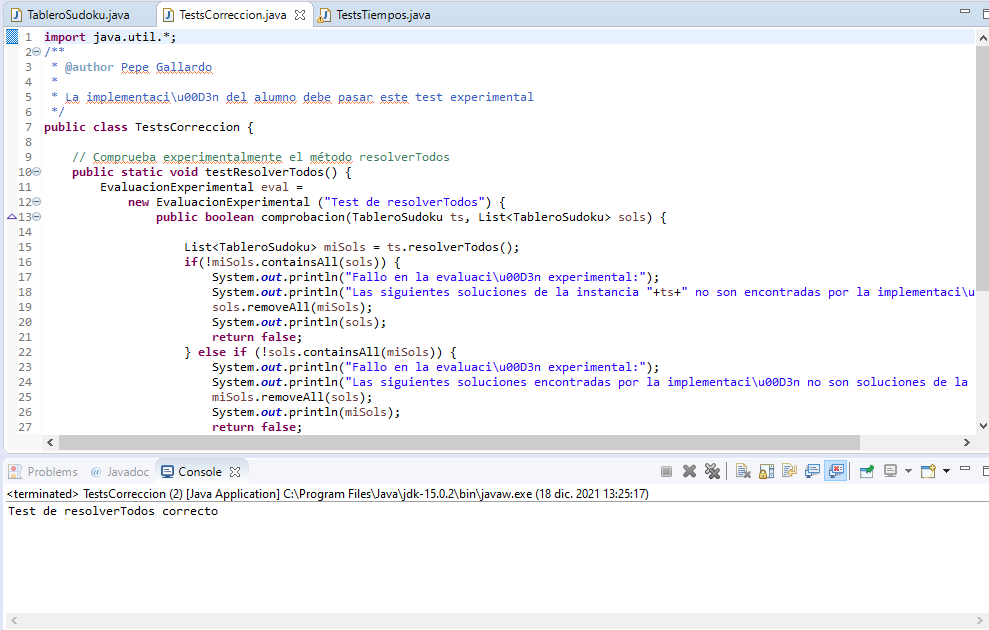 TableroSudoku.java TestsCorreccion.java TestsTiempos.java
1 import java.util.*;
2 /**
3 * @author Pepe Gallardo
4 *
5 * La implementaci\u00D3n del alumno debe pasar este test experimental
6 */
7 public class TestsCorreccion {
8
9 // Comprueba experimentalmente el método resolverTodos
10 public static void testResolverTodos() {
11 EvaluacionExperimental eval =
12 new EvaluacionExperimental ("Test de resolverTodos") {
13 public boolean comprobacion(TableroSudoku ts, List<TableroSudoku> sols) {
14
15 List<TableroSudoku> miSols = ts.resolverTodos();
16 if(!miSols.containsAll(sols)) {
17 System.out.println("Fallo en la evaluaci\u00D3n experimental:");
18 System.out.println("Las siguientes soluciones de la instancia "+ts+" no son encontradas por la implementaci\u
19 sols.removeAll(miSols);
20 System.out.println(sols);
21 return false;
22 } else if (!sols.containsAll(miSols)) {
23 System.out.println("Fallo en la evaluaci\u00D3n experimental:");
24 System.out.println("Las siguientes soluciones encontradas por la implementaci\u00D3n no son soluciones de la
25 miSols.removeAll(sols);
26 System.out.println(miSols);
27 return false;
Problems @ Javadoc Console
<terminated> TestsCorreccion (2) [Java Application] C:\Program Files\Java\jdk-15.0.2\bin\javaw.exe (18 dic. 2021 13:25:17)
Test de resolverTodos correcto